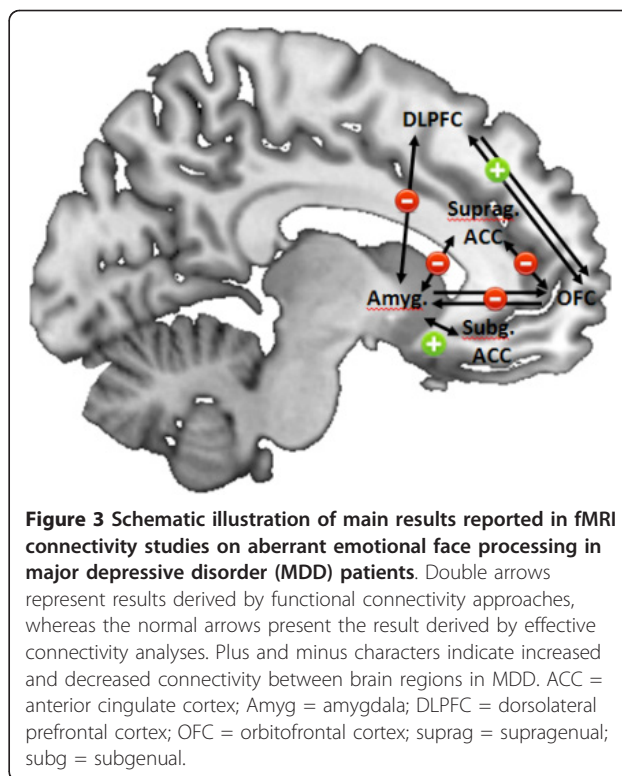 DLPFC
+
-
Suprag.
ACC
-
-
Amyg.
-
OFC
Subg.
+
ACC
Figure 3 Schematic illustration of main results reported in fMRI
connectivity studies on aberrant emotional face processing in
major depressive disorder (MDD) patients. Double arrows
represent results derived by functional connectivity approaches,
whereas the normal arrows present the result derived by effective
connectivity analyses. Plus and minus characters indicate increased
and decreased connectivity between brain regions in MDD. ACC =
anterior cingulate cortex; Amyg = amygdala; DLPFC = dorsolateral
prefrontal cortex; OFC = orbitofrontal cortex; suprag = supragenual;
subg = subgenual.